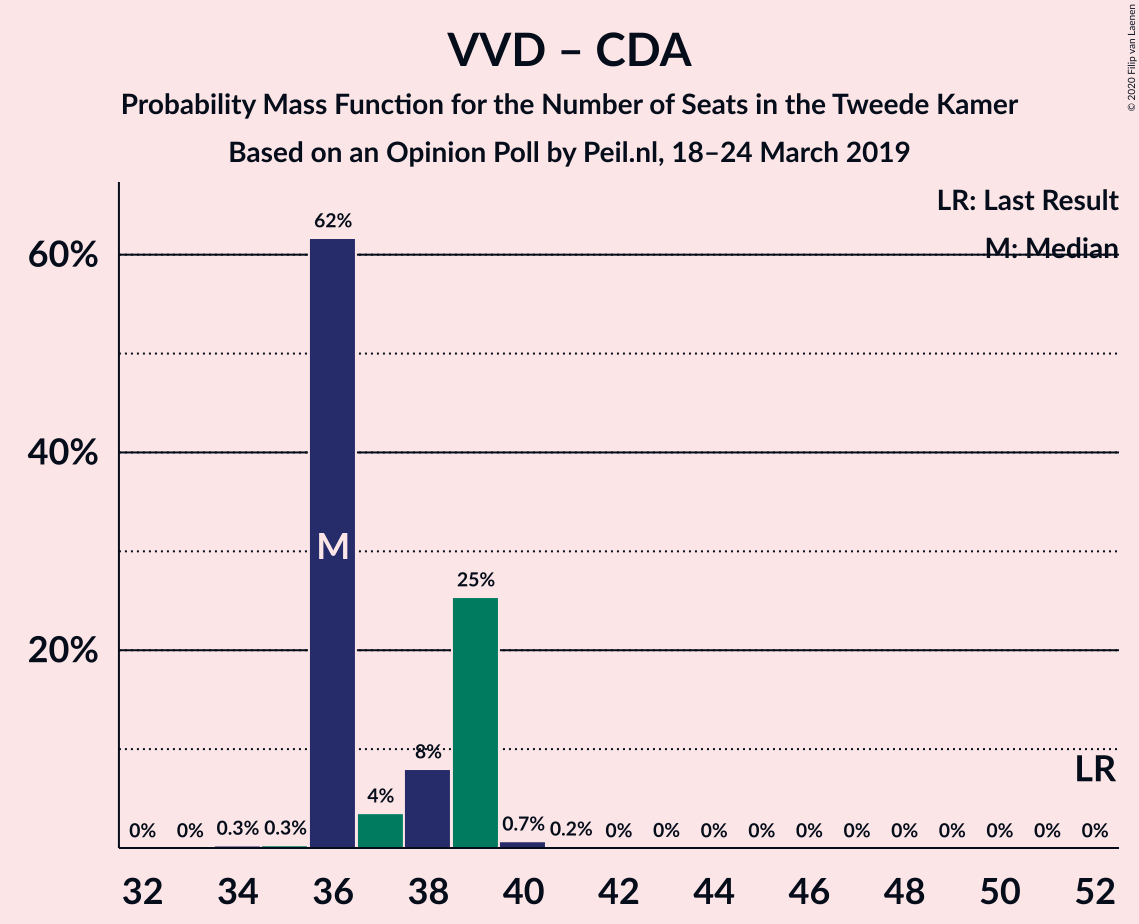 VVD – CDA
Probability Mass Function for the Number of Seats in the Tweede Kamer
Based on an Opinion Poll by Peil.nl, 18–24 March 2019
© 2020 Filip van Laenen
LR: Last Result
M: Median
60%
40%
20%
62%
M
25%
8%
LR
4%
0% 0% 0.3% 0.3% 0.7% 0.2% 0% 0% 0% 0% 0% 0% 0% 0% 0% 0% 0%
32 34 36 38 40 42 44 46 48 50 52